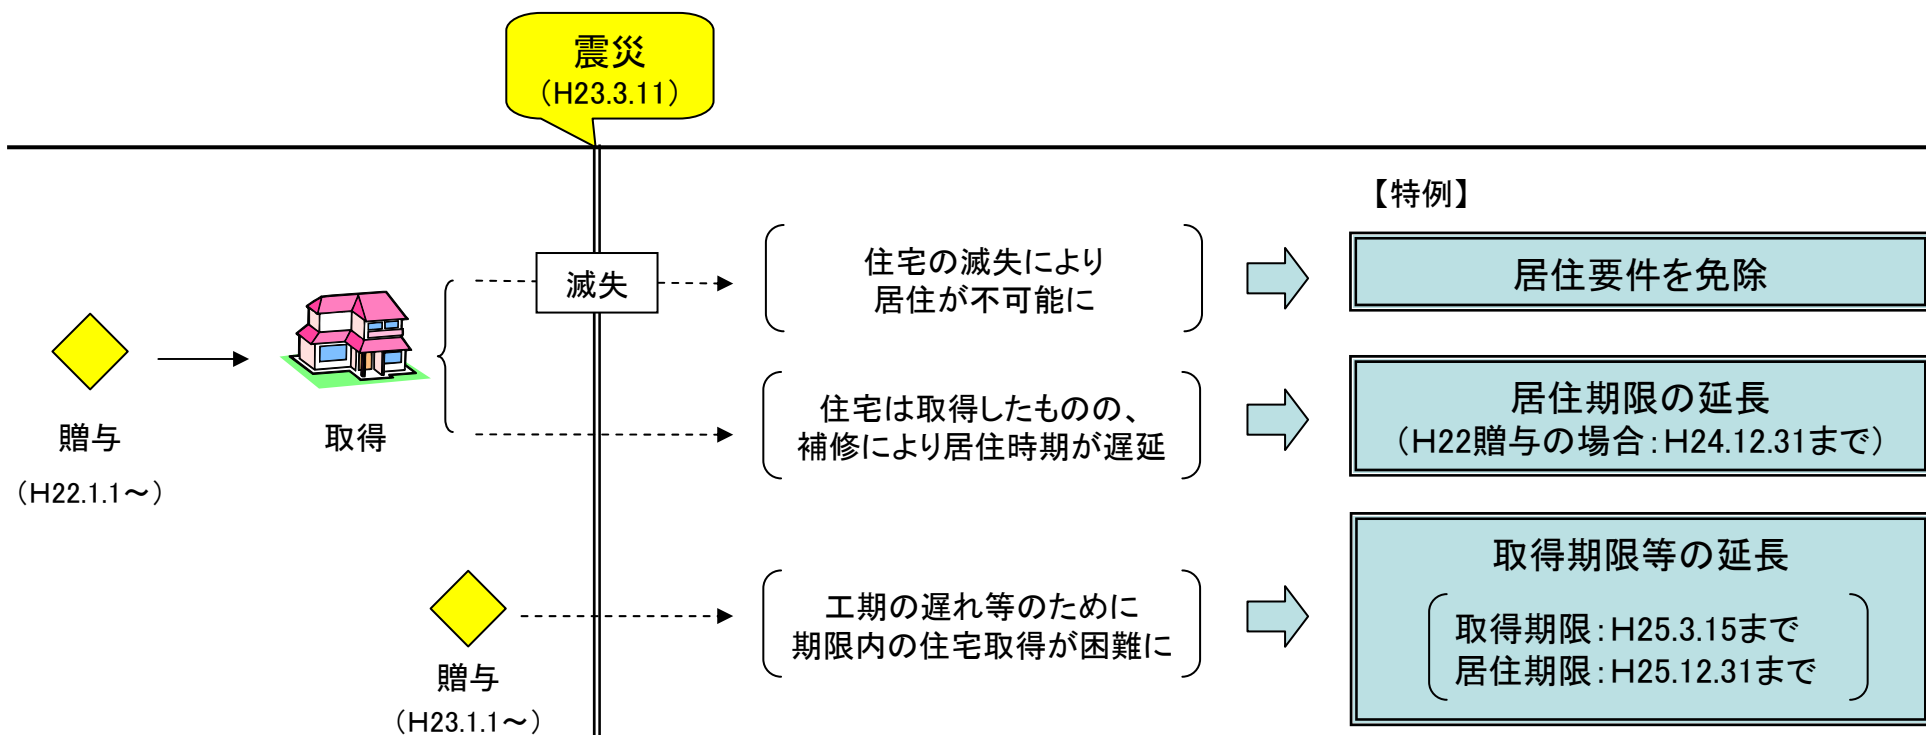 震災
（H23.3.11）
【特例】
滅失
住宅の滅失により
居住が不可能に
居住要件を免除
贈与
（H22.1.1～）
取得
住宅は取得したものの、
補修により居住時期が遅延
居住期限の延長
（H22贈与の場合：H24.12.31まで）
贈与
（H23.1.1～）
工期の遅れ等のために
期限内の住宅取得が困難に
取得期限等の延長
取得期限：H25.3.15まで
居住期限：H25.12.31まで